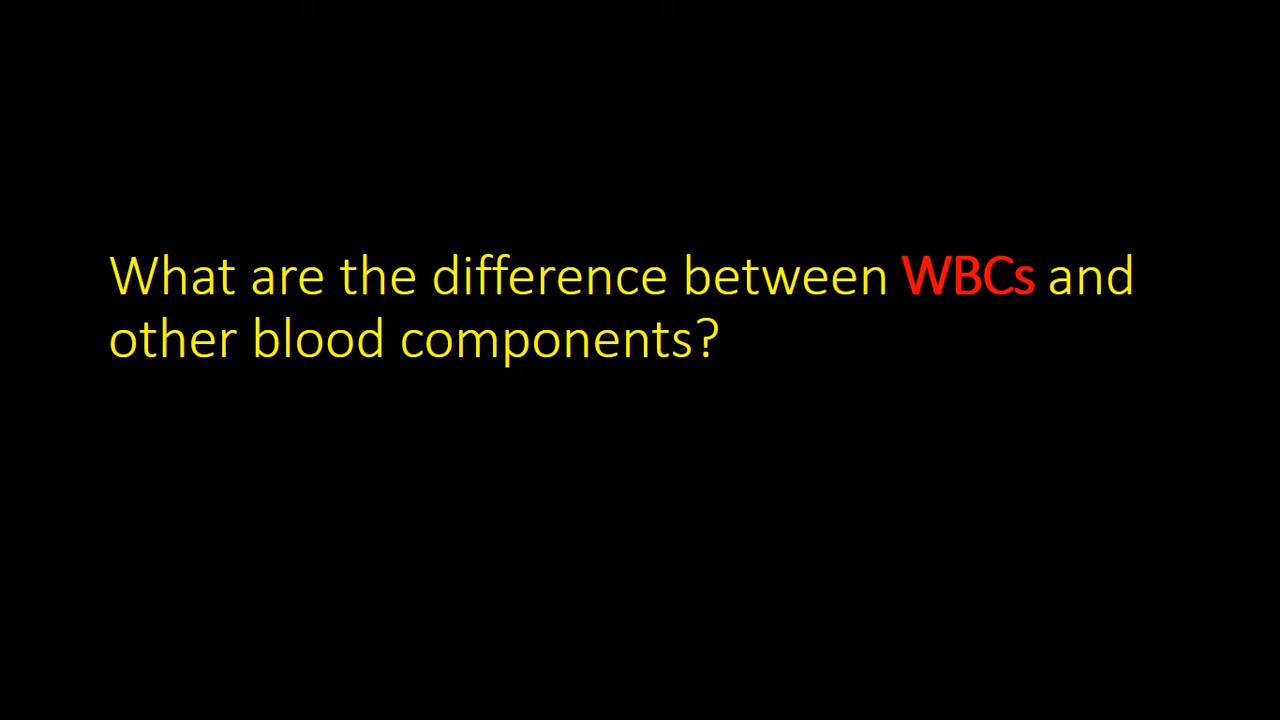 What are the difference between WBCs and
other blood components?